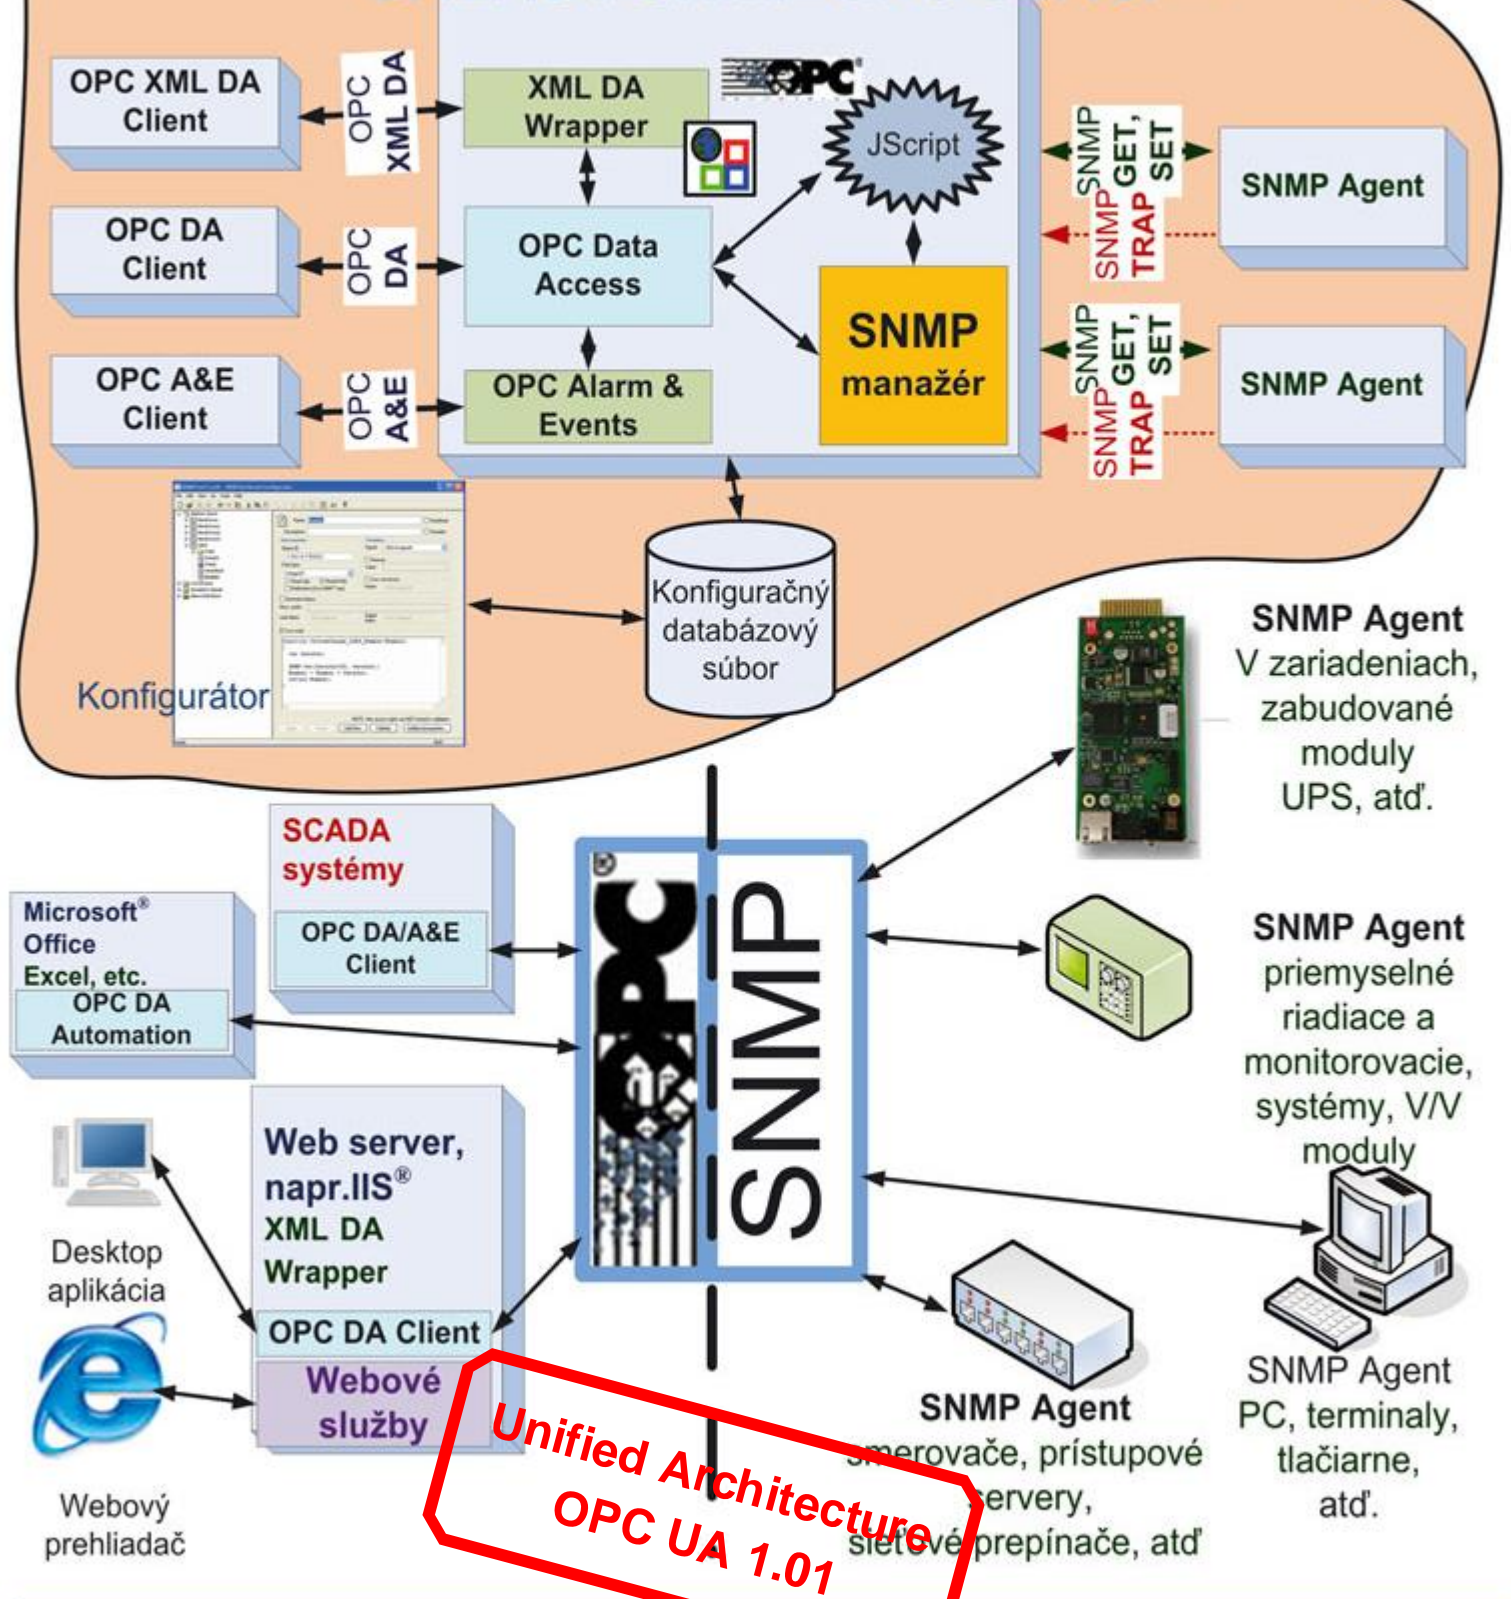 OPC XML DA
Client
OPC
XML DA
XML DA
Wrapper
OPC
JScript
SNMP
GET,
SET
SNMP
TRAP
SNMP Agent
OPC DA
Client
OPC
DA
OPC Data
Access
SNMP
manažér
OPC A&E
Client
OPC
A&E
OPC Alarm &
Events
SNMP
GET,
SET
SNMP
TRAP
SNMP Agent
Konfigurátor
Konfiguračný
databázový
súbor
SNMP Agent
V zariadeniach,
zabudované
moduly
UPS, atď.
SCADA
systémy
OPC DA/A&E
Client
Microsoft®
Office
Excel, etc.
OPC DA
Automation
OPC
SNMP
SNMP Agent
priemyselné
riadiace a
monitorovacie,
systémy, V/V
moduly
Web server,
napr.IIS®
XML DA
Wrapper
OPC DA Client
Webové
služby
Desktop
aplikácia
Webový
prehliadač
SNMP Agent
smerovače, prístupové
servery,
sieťové prepínače, atď
SNMP Agent
PC, terminaly,
tlačiarne,
atď.
Unified Architecture
OPC UA 1.01